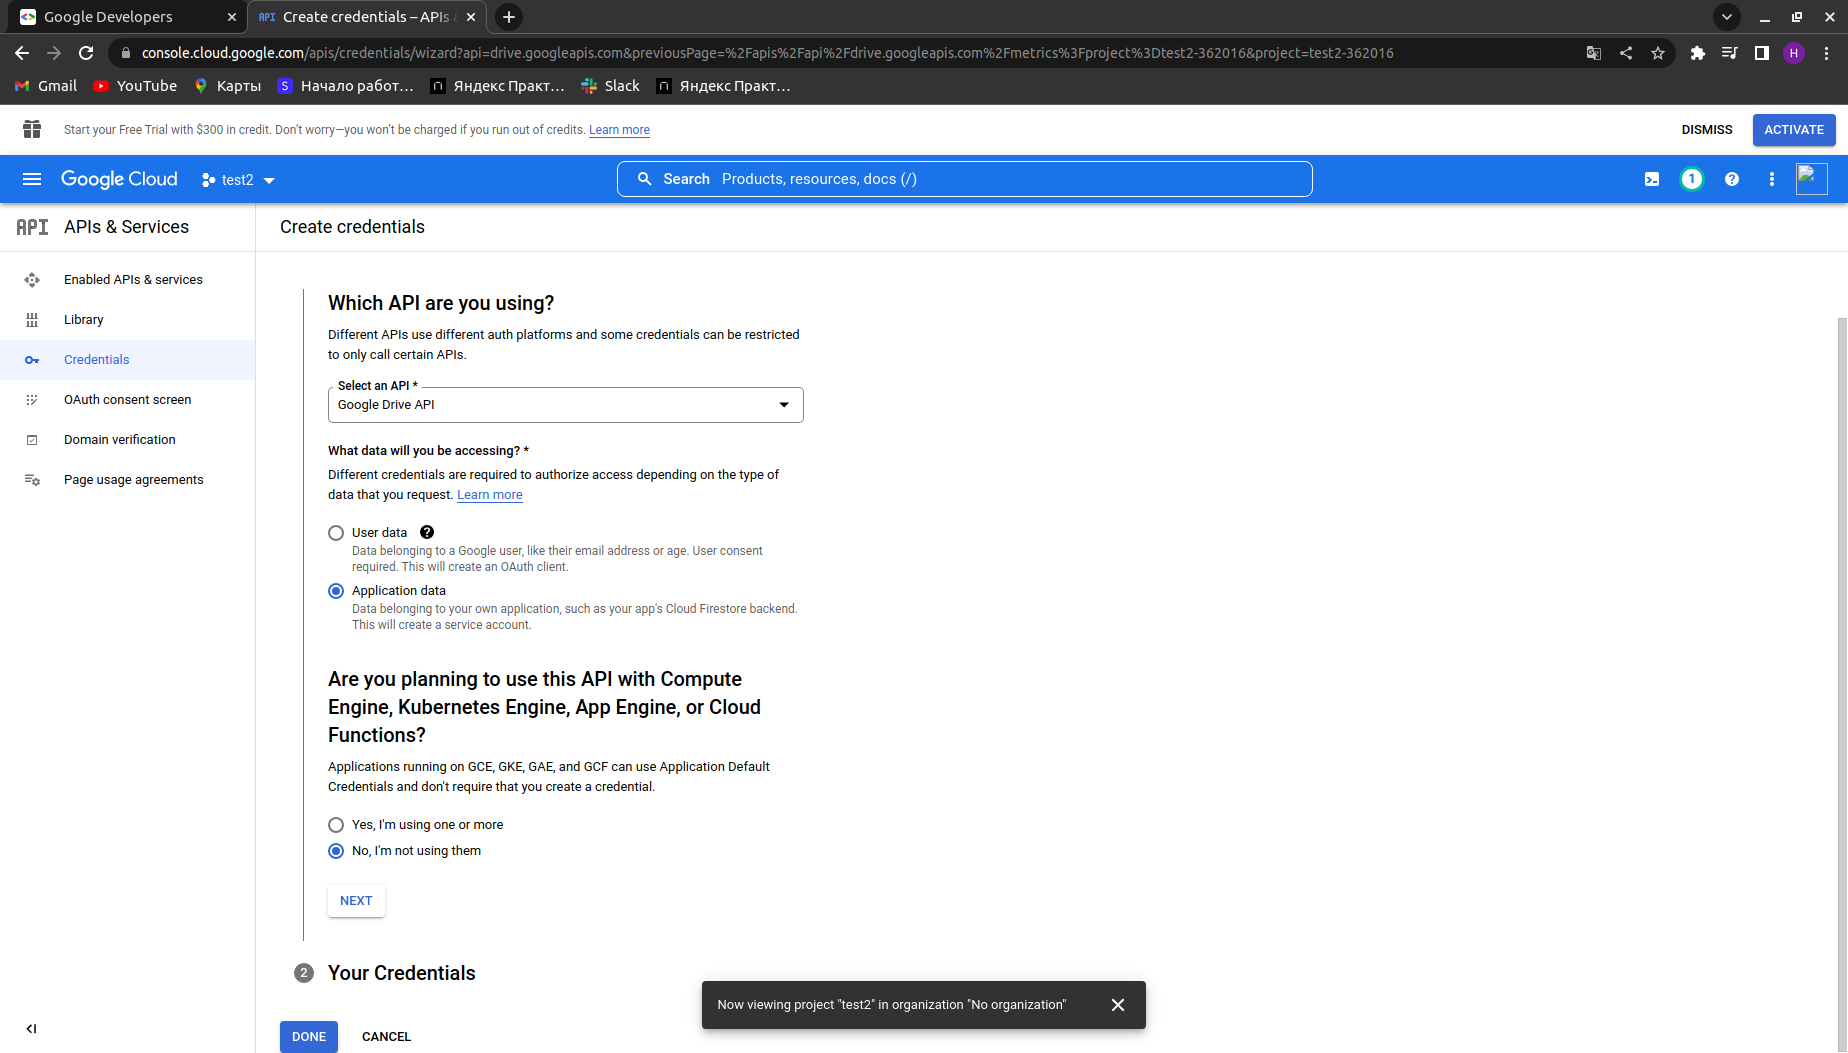 Google Developers
Create credentials – APIs &
console.cloud.google.com/apis/credentials/wizard?api=drive.googleapis.com&previousPage=%2Fapis%2Fapi%2Fdrive.googleapis.com%2Fmetrics%3Fproject%3Dtest2-362016&project=test2-362016
H
Gmail
YouTube
Карты
S
Начало работ...
Яндекс Практ...
Slack
Яндекс Практ...
Start your Free Trial with $300 in credit. Don't worry—you won't be charged if you run out of credits. Learn more
DISMISS
ACTIVATE
Google Cloud
test2
Search Products, resources, docs (/)
1
API APIs & Services
Create credentials
Enabled APIs & services
Library
Credentials
OAuth consent screen
Domain verification
Page usage agreements
Which API are you using?
Different APIs use different auth platforms and some credentials can be restricted
to only call certain APIs.
Select an API *
Google Drive API
What data will you be accessing? *
Different credentials are required to authorize access depending on the type of
data that you request. Learn more
User data
Data belonging to a Google user, like their email address or age. User consent
required. This will create an OAuth client.
Application data
Data belonging to your own application, such as your app's Cloud Firestore backend.
This will create a service account.
Are you planning to use this API with Compute
Engine, Kubernetes Engine, App Engine, or Cloud
Functions?
Applications running on GCE, GKE, GAE, and GCF can use Application Default
Credentials and don't require that you create a credential.
Yes, I'm using one or more
No, I'm not using them
NEXT
2 Your Credentials
Now viewing project "test2" in organization "No organization"
DONE
CANCEL